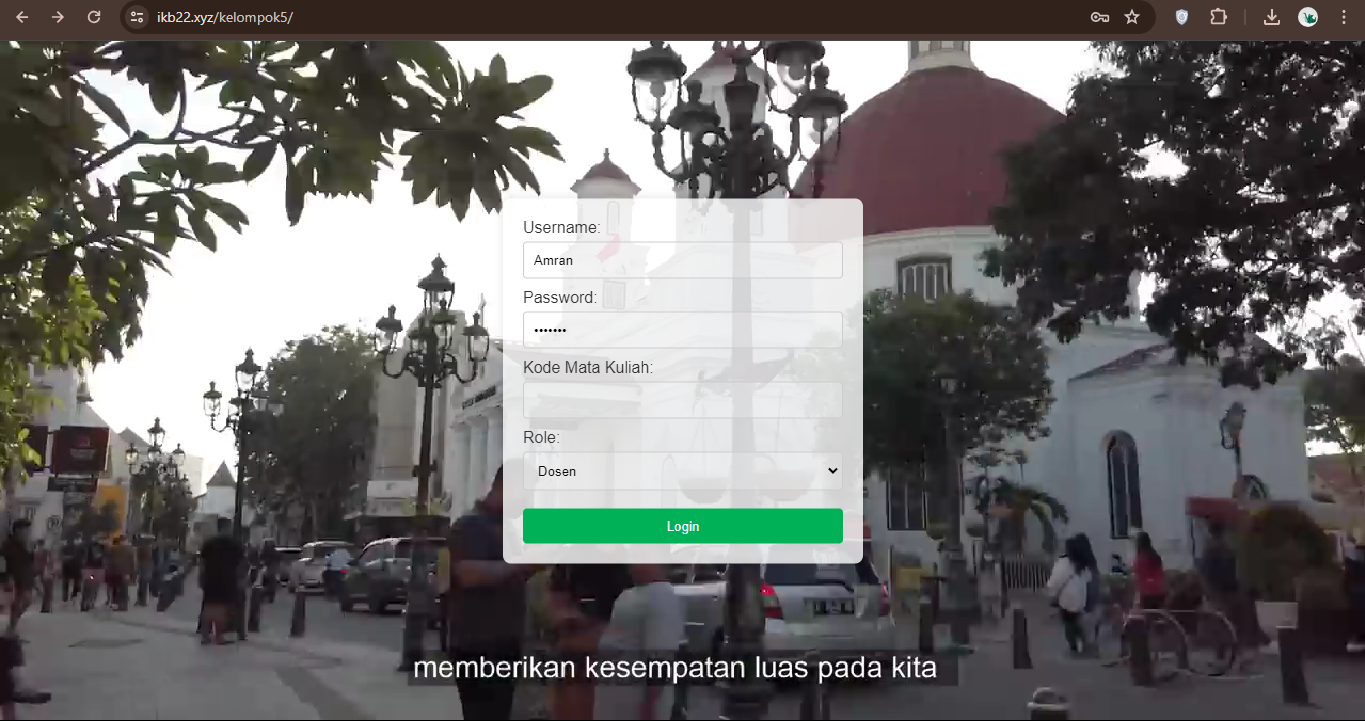 ikb22.xyz/kelompok5/
Username:
Amran
Password:
•••••••
Kode Mata Kuliah:
Role:
Dosen
Login
memberikan kesempatan luas pada kita